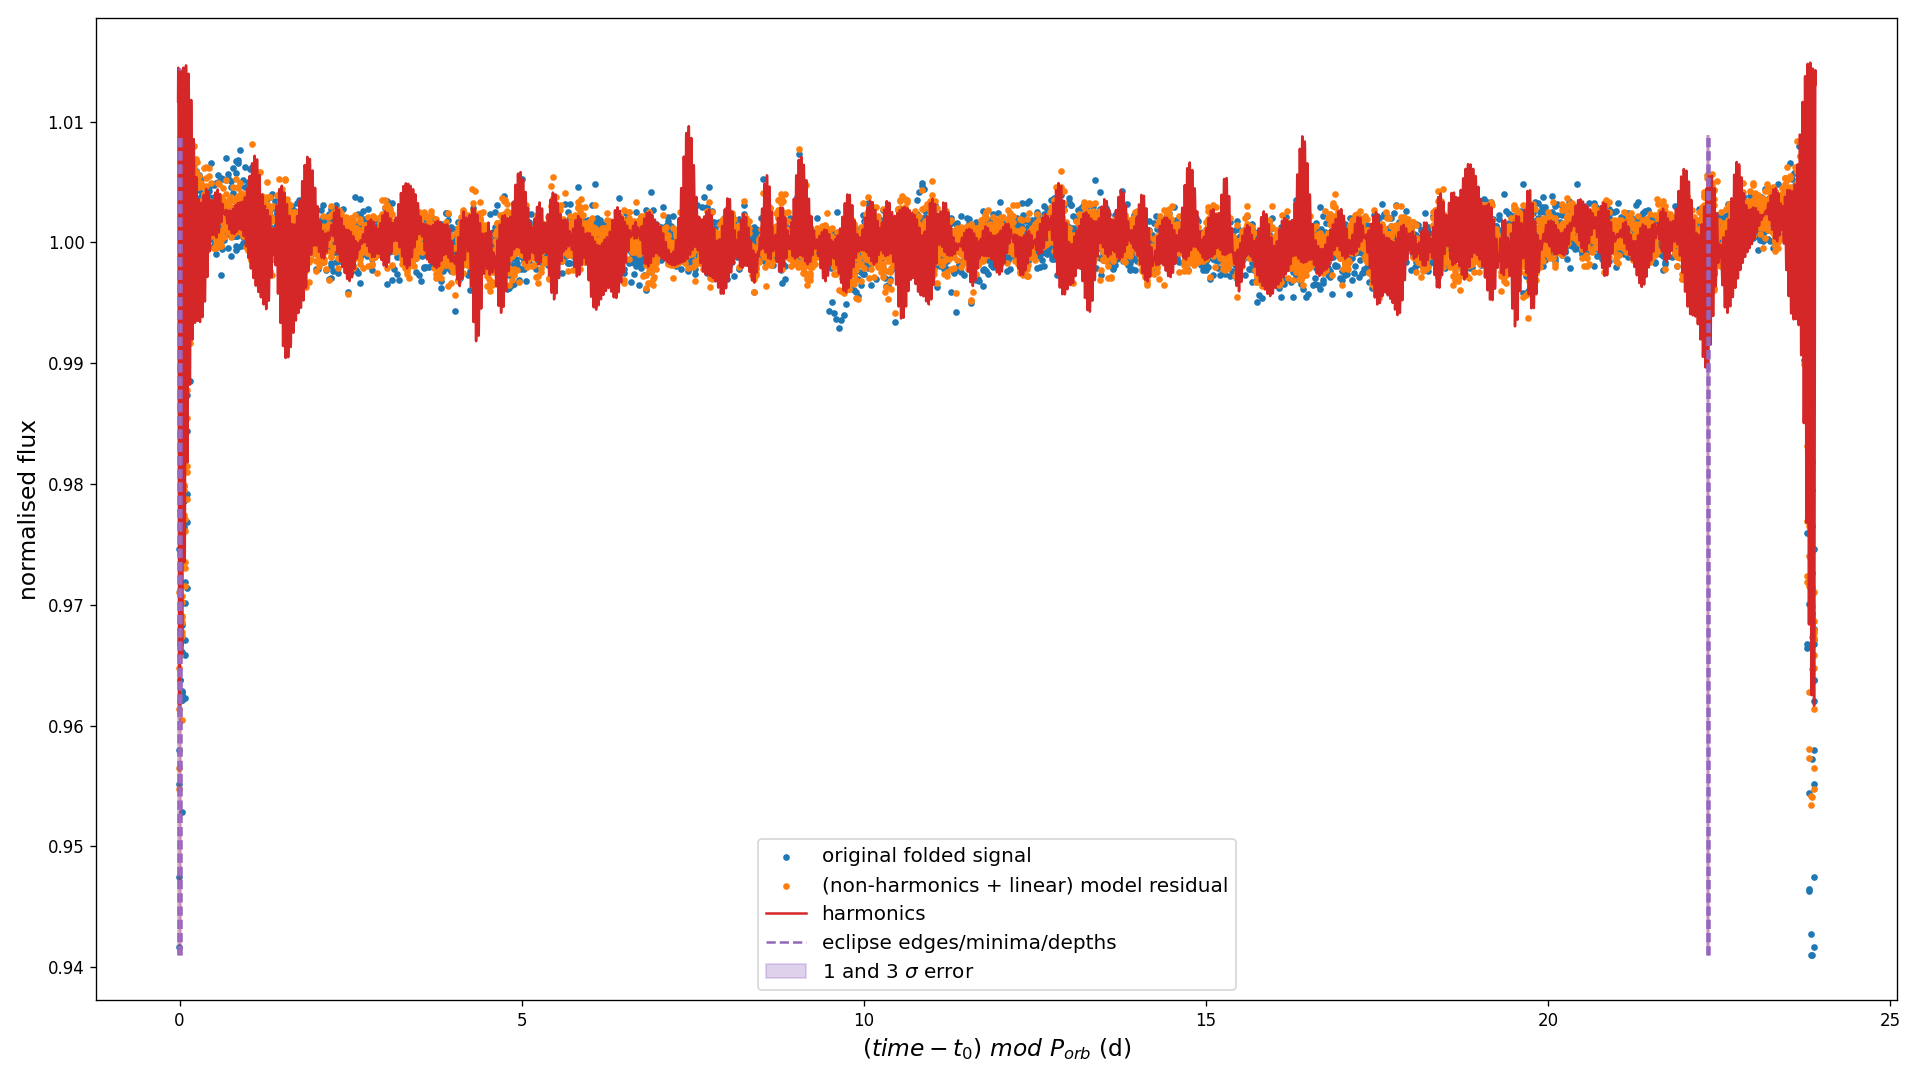 normalised flux
1.01
1.00
0.99
0.98
0.97
0.96
0.95
0.94
original folded signal
(non-harmonics + linear) model residual
harmonics
eclipse edges/minima/depths
1 and 3 σ error
0
5
10
15
20
25
(time − t₀) mod P_orb (d)